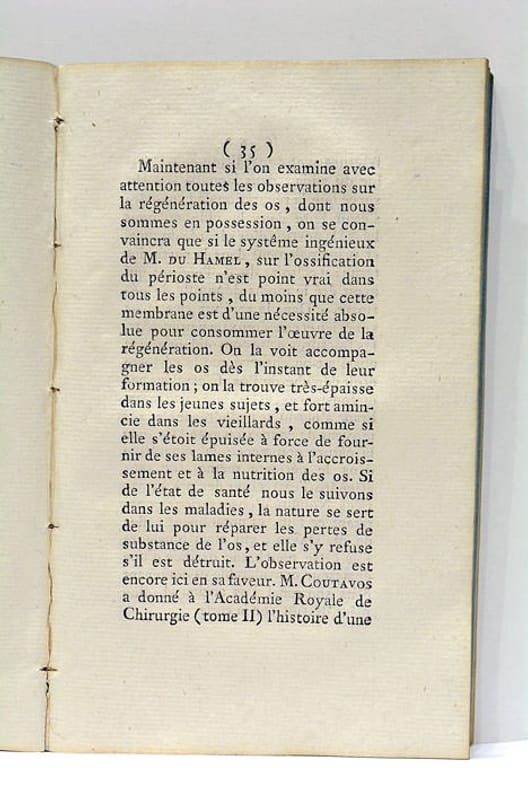 ( 35 )
Maintenant si l'on examine avec
attention toutes les observations sur
la régénération des os , dont nous
sommes en possession , on se con-
vaincra que si le systême ingénieux
de M. DU HAMEL , sur l'ossification
du périoste n'est point vrai dans
tous les points , du moins que cette
membrane est d'une nécessité abso-
lue pour consommer l'œuvre de la
régénération. On la voit accompa-
gner les os dès l'instant de leur
formation ; on la trouve très-épaisse
dans les jeunes sujets , et fort amin-
cie dans les vieillards , comme si
elle s'étoit épuisée à force de four-
nir de ses lames internes à l'accrois-
sement et à la nutrition des os. Si
de l'état de santé nous le suivons
dans les maladies , la nature se sert
de lui pour réparer les pertes de
substance de l'os, et elle s'y refuse
s'il est détruit. L'observation est
encore ici en sa faveur. M. COUTAVOS
a donné à l'Académie Royale de
Chirurgie ( tome II) l'histoire d'une